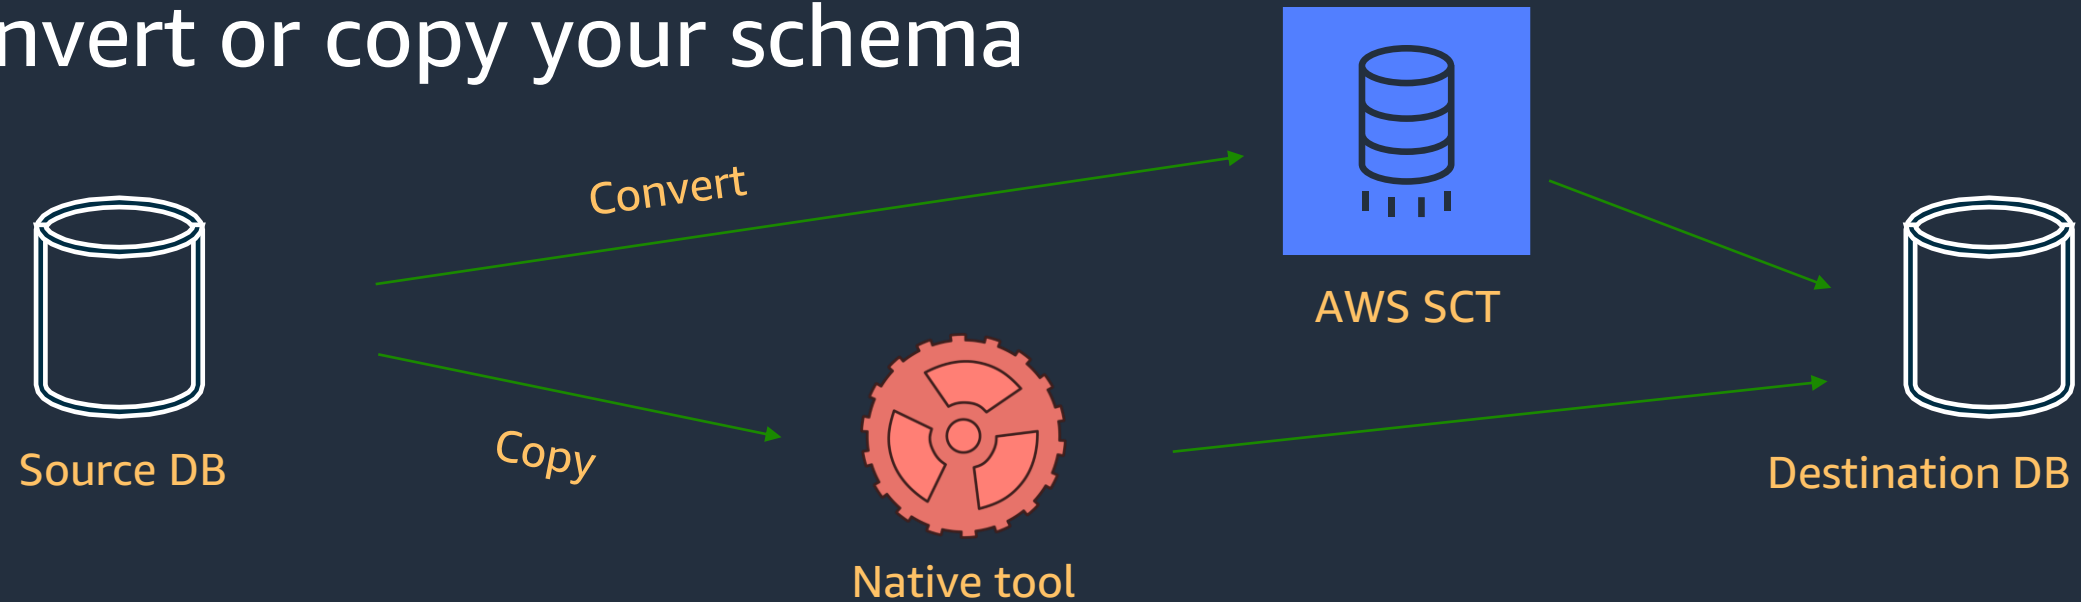 nvert or copy your schema
Convert
AWS SCT
Copy
Source DB
Destination DB
Native tool